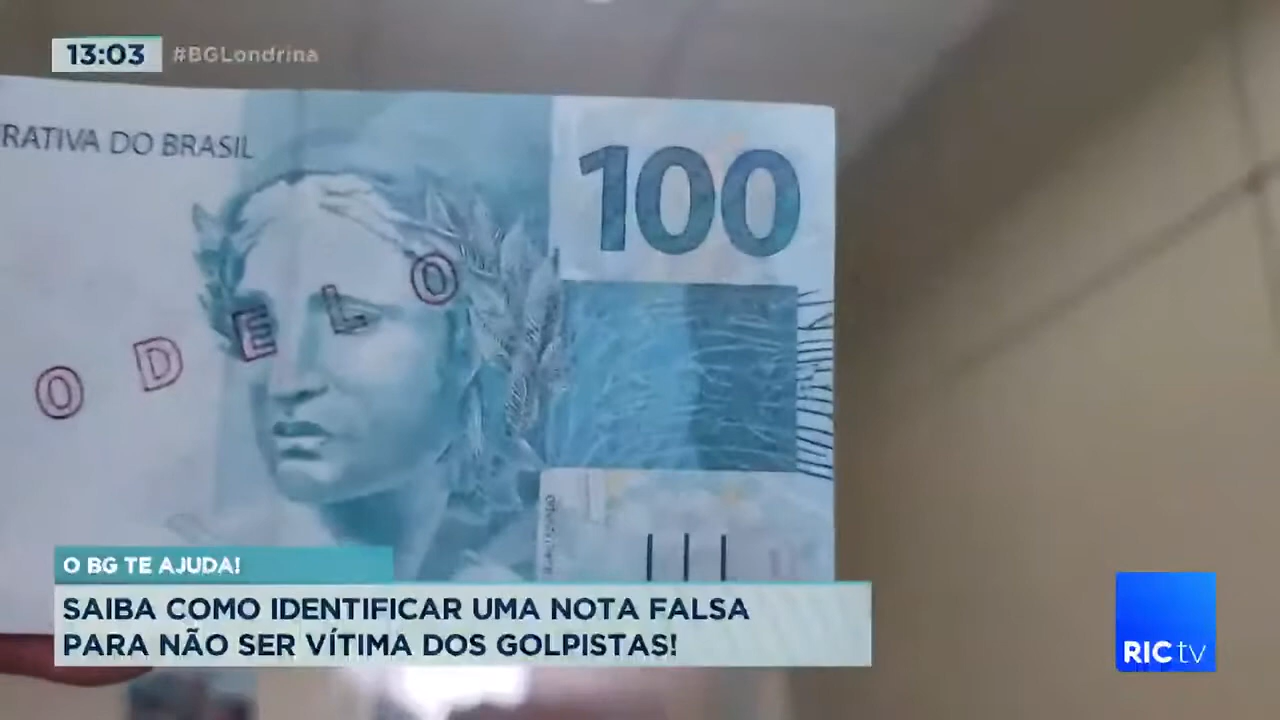 13:03 #BGLondrina
RATIVA DO BRASIL
100
O D E L O
O BG TE AJUDA!
SAIBA COMO IDENTIFICAR UMA NOTA FALSA
PARA NÃO SER VÍTIMA DOS GOLPISTAS!
RIC tv